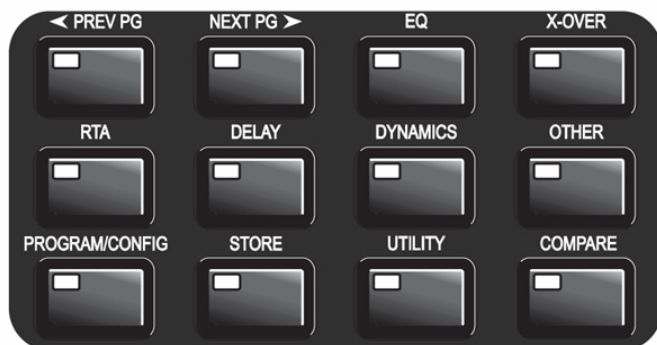 ◄ PREV PG NEXT PG ➤ EQ X-OVER
RTA DELAY DYNAMICS OTHER
PROGRAM/CONFIG STORE UTILITY COMPARE